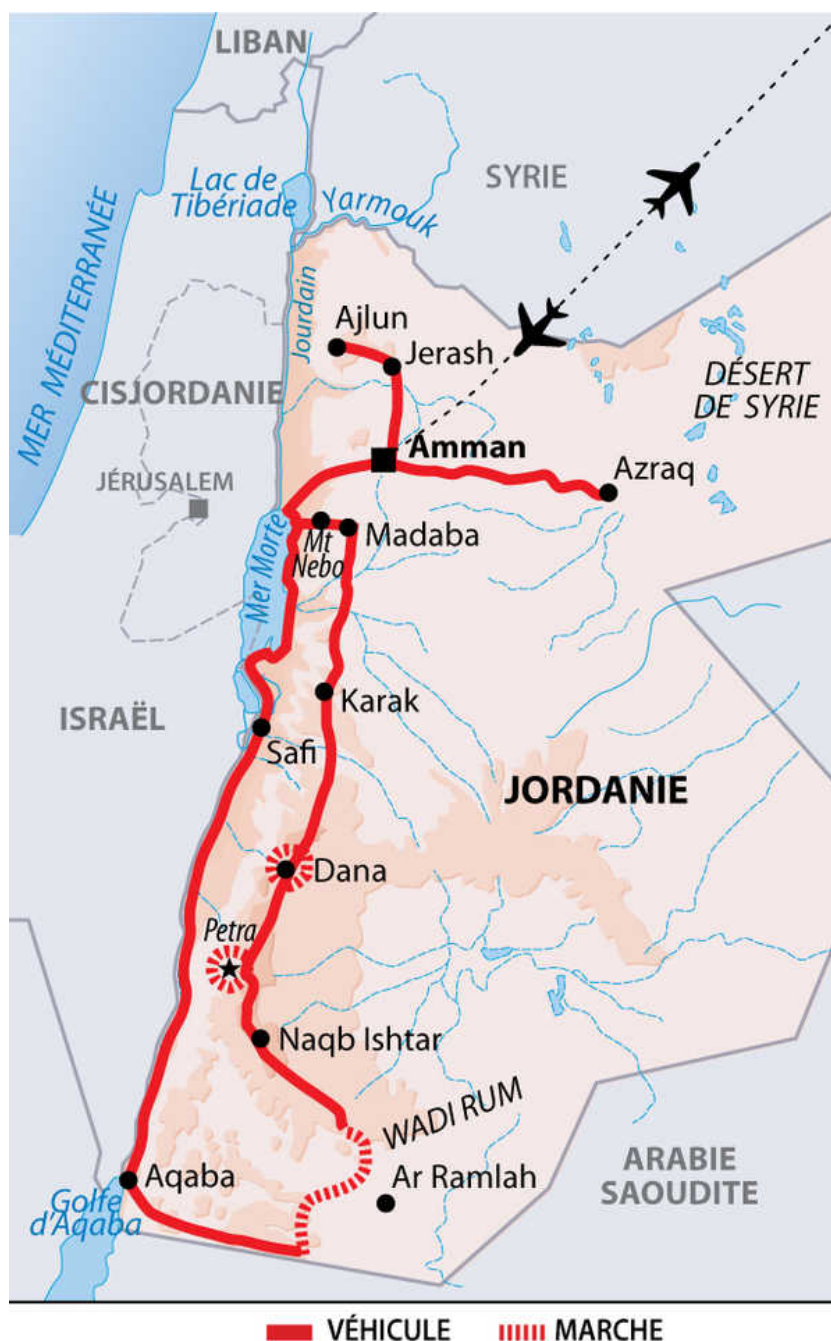 LIBAN
MER MÉDITERRANÉE
Lac de
Tibériade
Yarmouk
SYRIE
Jourdain
Ajlun
Jerash
DÉSERT
DE SYRIE
CISJORDANIE
Amman
Azraq
JÉRUSALEM
Mt
Nebo
Madaba
Mer Morte
Karak
ISRAËL
Safi
JORDANIE
Dana
Petra
Naqb Ishtar
WADI RUM
Aqaba
Ar Ramlah
ARABIE
SAOUDITE
Golfe
d'Aqaba
VÉHICULE
MARCHE